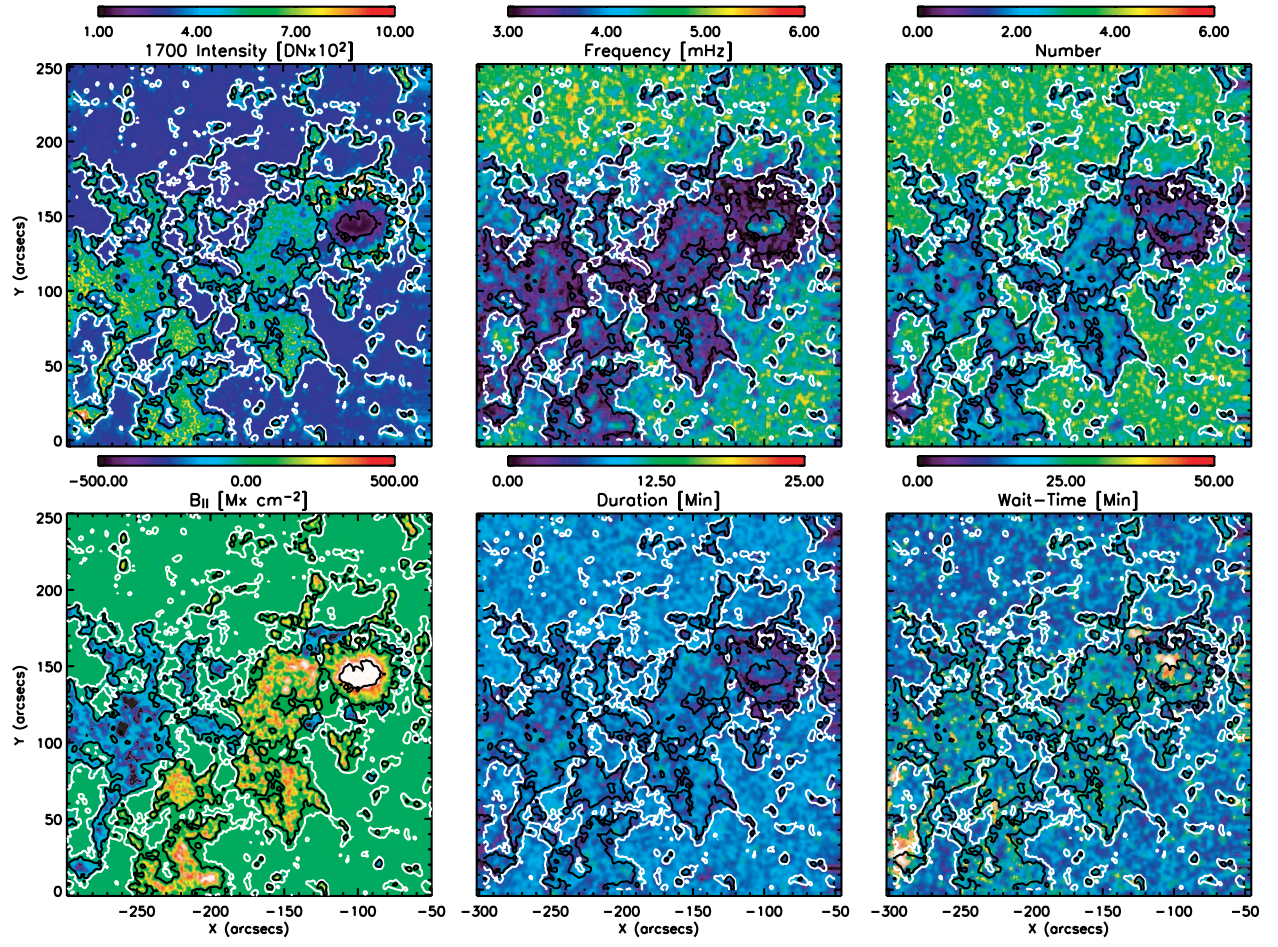 1.00 4.00 7.00 10.00
1700 Intensity [DNx10²]
3.00 4.00 5.00 6.00
Frequency [mHz]
0.00 2.00 4.00 6.00
Number
250
200
150
100
50
0
Y (arcsecs)
-500.00 0.00 500.00
B_II [Mx cm⁻²]
0.00 12.50 25.00
Duration [Min]
0.00 25.00 50.00
Wait-Time [Min]
250
200
150
100
50
0
Y (arcsecs)
-250 -200 -150 -100 -50
X (arcsecs)
-300 -250 -200 -150 -100 -50
X (arcsecs)
-300 -250 -200 -150 -100 -50
X (arcsecs)